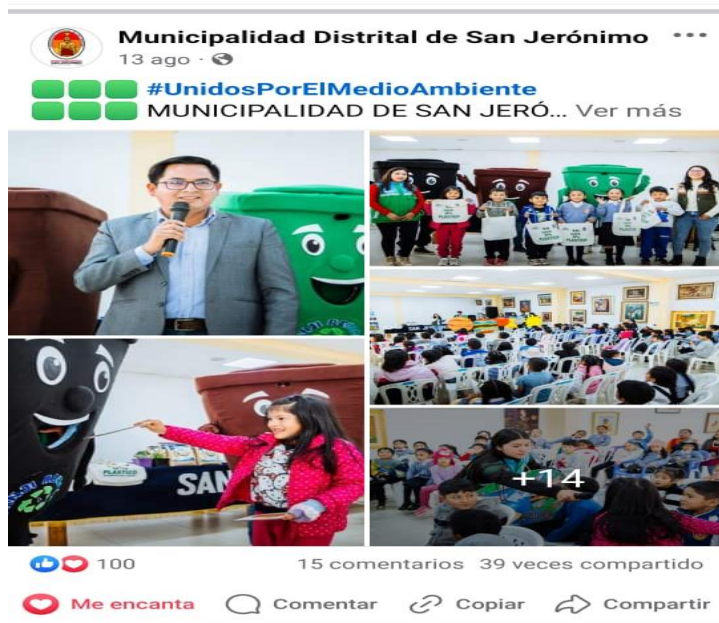 Municipalidad Distrital de San Jerónimo
13 ago
#UnidosPorElMedioAmbiente
MUNICIPALIDAD DE SAN JERÓ... Ver más
PLÁSTICO
SAN
+14
100
15 comentarios 39 veces compartido
Me encanta
Comentar
Copiar
Compartir